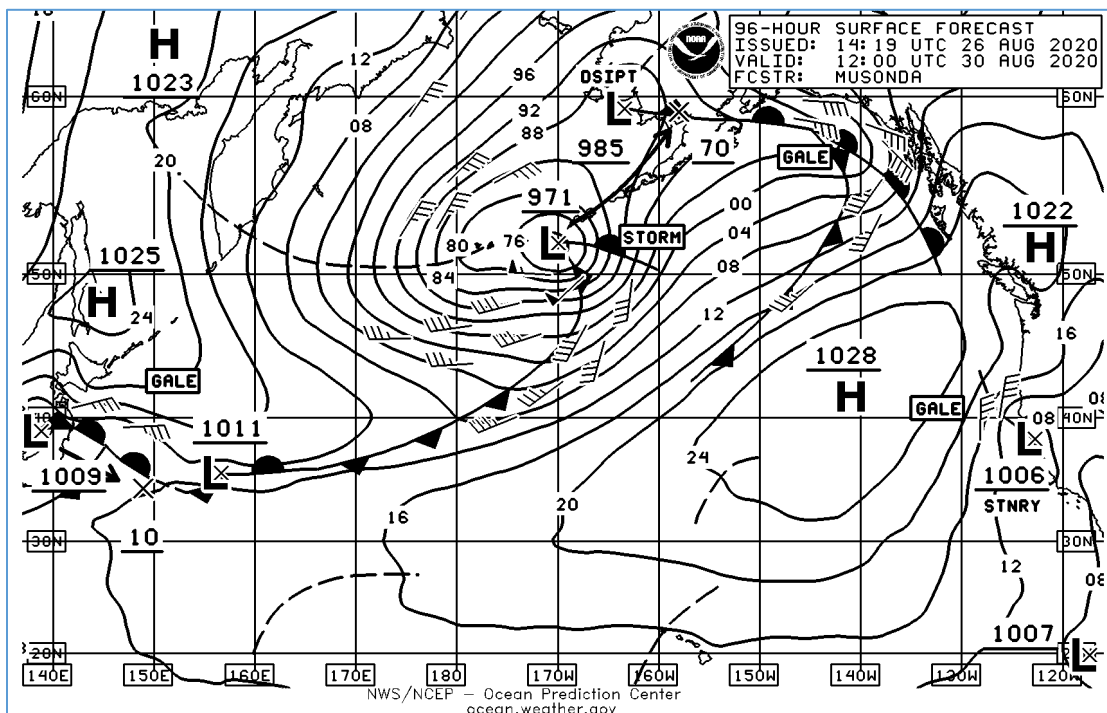 96-HOUR SURFACE FORECAST
ISSUED: 14:19 UTC 26 AUG 2020
VALID: 12:00 UTC 30 AUG 2020
FCSTR: MUSONDA
NOAA
H
1023
12
96
DSIPT
60N
L
60N
08
92
88
985
70
GALE
20
971
00
1022
H
1025
80
76
L
STORM
04
50N
84
08
50N
H
24
12
16
GALE
1028
H
GALE
08
40N
L
1011
08
40N
L
1009
L
24
1006
STNRY
16
20
10
30N
30N
12
08
1007
L
20N
140E
150E
160E
170E
180
170W
160W
150W
140W
130W
120W
NWS/NCEP – Ocean Prediction Center
ocean.weather.gov